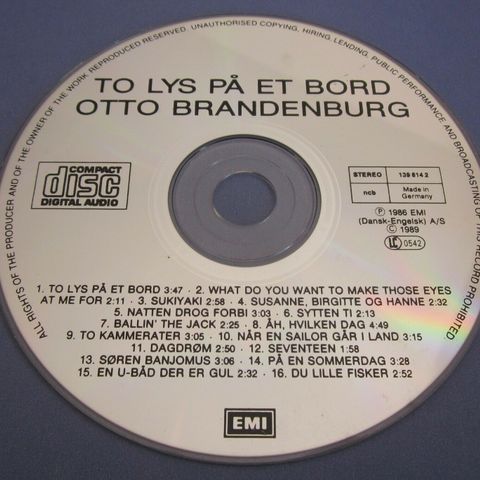 ALL RIGHTS OF THE PRODUCER AND OF THE OWNER OF THE WORK REPRODUCED RESERVED. UNAUTHORISED COPYING, HIRING, LENDING, PUBLIC PERFORMANCE AND BROADCASTING OF THIS RECORD PROHIBITED
TO LYS PÅ ET BORD
OTTO BRANDENBURG
COMPACT
disc
DIGITAL AUDIO
STEREO 139 814 2
ncb Made in Germany
Ⓟ 1986 EMI
(Dansk-Engelsk) A/S
© 1989
LC 0542
1. TO LYS PÅ ET BORD 3:47 · 2. WHAT DO YOU WANT TO MAKE THOSE EYES
AT ME FOR 2:11 · 3. SUKIYAKI 2:58 · 4. SUSANNE, BIRGITTE OG HANNE 2:32
5. NATTEN DROG FORBI 3:03 · 6. SYTTEN TI 2:13
7. BALLIN' THE JACK 2:25 · 8. ÅH, HVILKEN DAG 4:49
9. TO KAMMERATER 3:05 · 10. NÅR EN SAILOR GÅR I LAND 3:15
11. DAGDRØM 2:50 · 12. SEVENTEEN 1:58
13. SØREN BANJOMUS 3:06 · 14. PÅ EN SOMMERDAG 3:28
15. EN U-BÅD DER ER GUL 2:32 · 16. DU LILLE FISKER 2:52
EMI